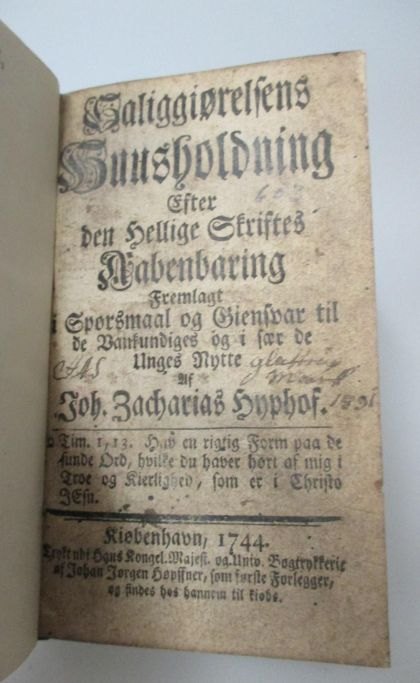 Saliggiørelsens
Huusholdning
Efter
den Hellige Skriftes
Aabenbaring
Fremlagt
i Spørsmaal og Giensvar til
de Vankundiges og i sær de
Unges Nytte
Af
Joh. Zacharias Hyphof.
1891
2 Tim. 1, 13. Hav en rigtig Form paa de
sunde Ord, hvilke du haver hørt af mig i
Troe og Kierlighed, som er i Christo
JEsu.
Kiøbenhavn, 1744.
Trykt udi Hans Kongel. Majest. og Univ. Bogtrykkerie
af Johan Jørgen Høpffner, som første Forlegger,
og findes hos hannem til kiøbs.